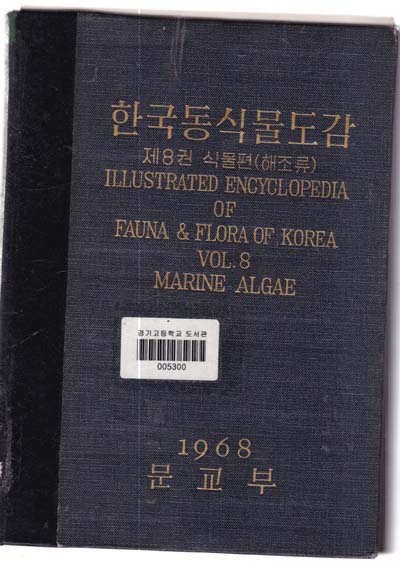 한국동식물도감
제8권 식물편(해조류)
ILLUSTRATED ENCYCLOPEDIA
OF
FAUNA & FLORA OF KOREA
VOL. 8
MARINE ALGAE
경기고등학교 도서관
005300
1968
문교부